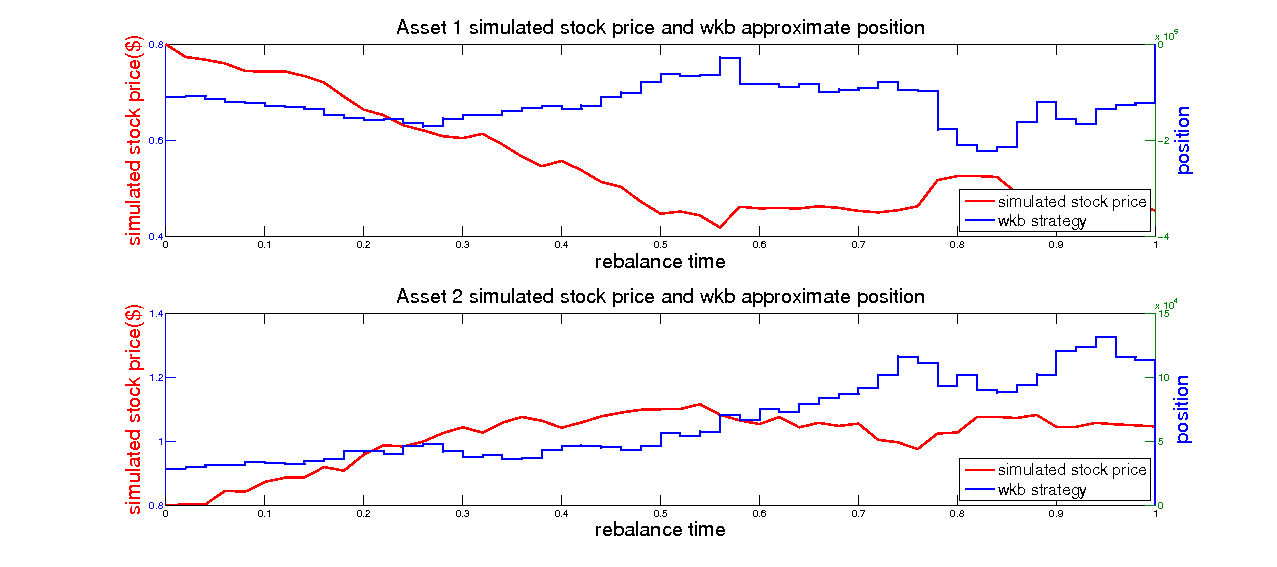 Asset 1 simulated stock price and wkb approximate position
x 10^5
simulated stock price($)
0.8
0.6
0.4
0
-2
-4
position
simulated stock price
wkb strategy
0 0.1 0.2 0.3 0.4 0.5 0.6 0.7 0.8 0.9 1
rebalance time
Asset 2 simulated stock price and wkb approximate position
x 10^4
simulated stock price($)
1.4
1.2
1
0.8
15
10
5
0
position
simulated stock price
wkb strategy
0 0.1 0.2 0.3 0.4 0.5 0.6 0.7 0.8 0.9 1
rebalance time